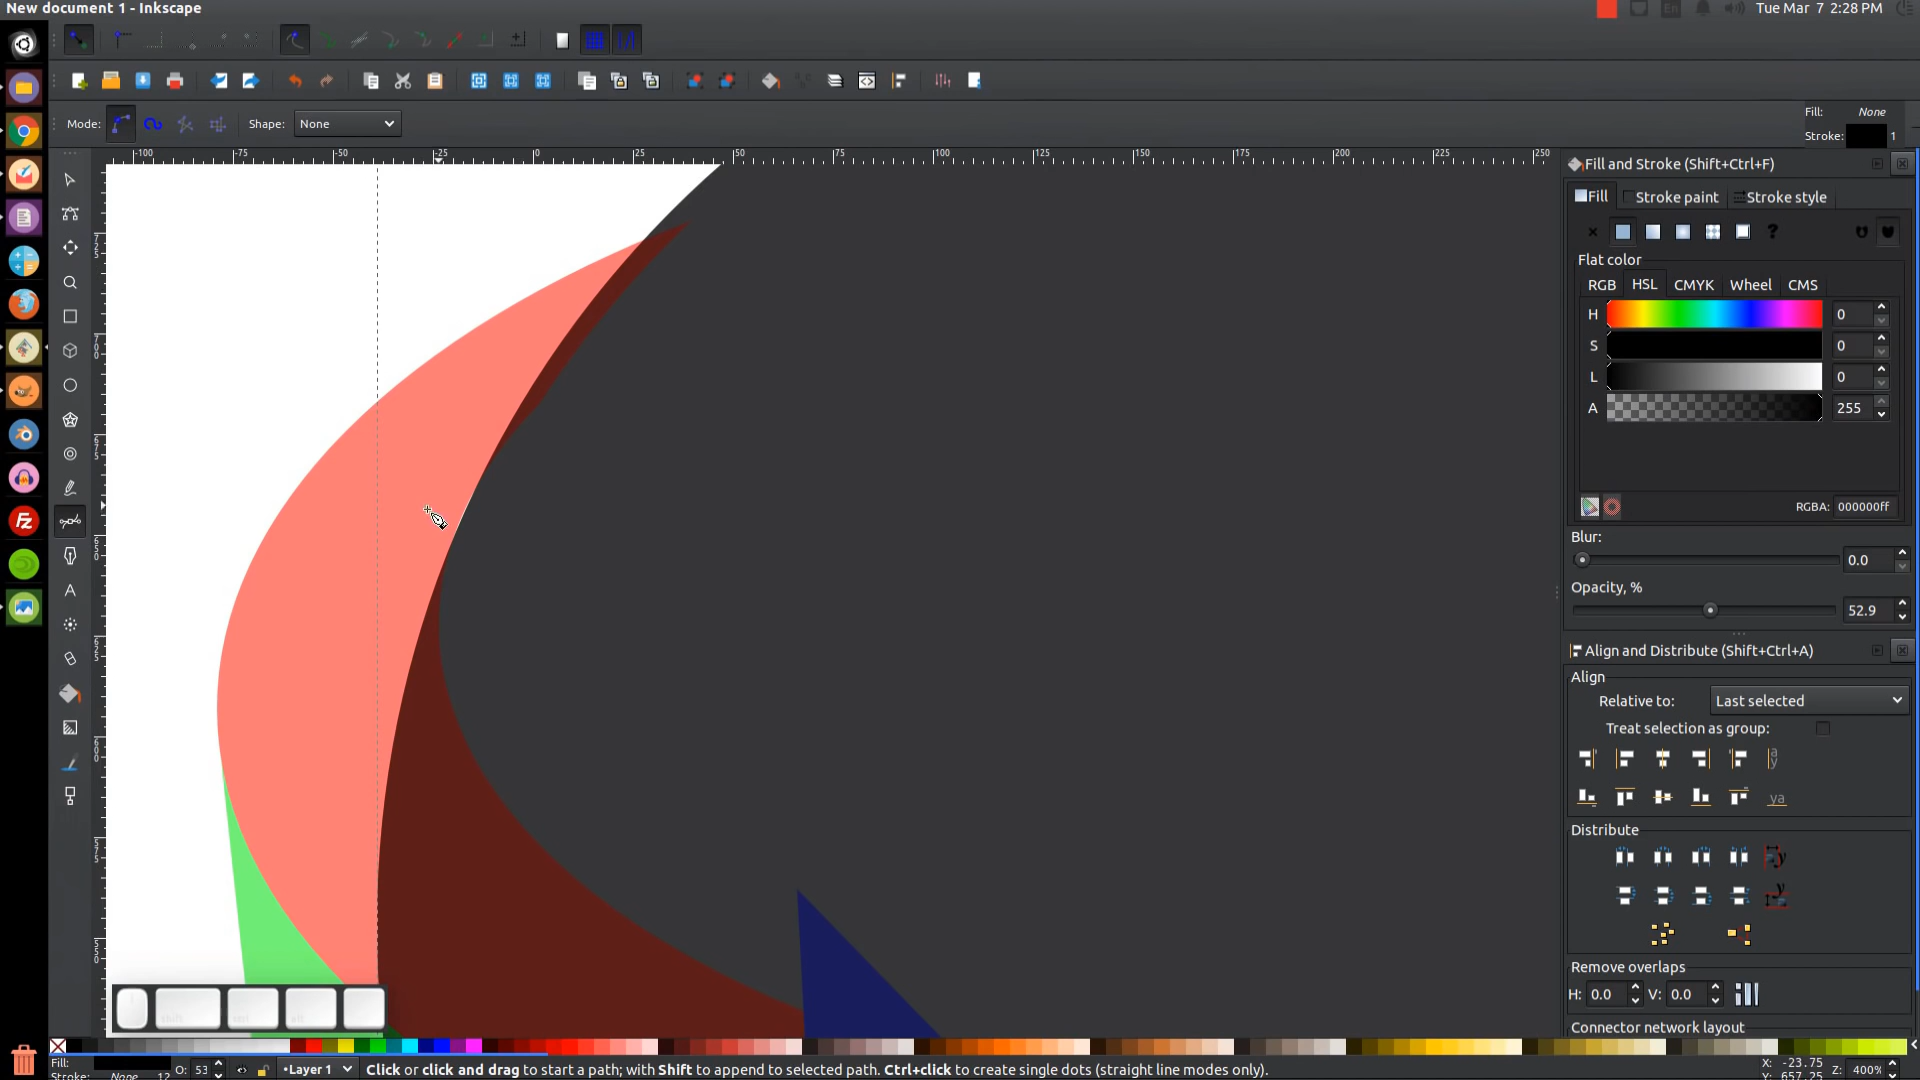 New document 1 - Inkscape
Tue Mar 7 2:28 PM
Mode:
Shape:
None
Fill:
None
Stroke:
1
-100 -75 -50 -25 0 25 50 75 100 125 150 175 200 225 250
Fill and Stroke (Shift+Ctrl+F)
Fill
Stroke paint
Stroke style
?
Flat color
RGB
HSL
CMYK
Wheel
CMS
H
0
S
0
L
0
A
255
RGBA:
000000ff
Blur:
0.0
Opacity, %
52.9
Align and Distribute (Shift+Ctrl+A)
Align
Relative to:
Last selected
Treat selection as group:
Distribute
Remove overlaps
H:
0.0
V:
0.0
Connector network layout
Fill:
Stroke:
None
12
O:
53
•Layer 1
Click or click and drag to start a path; with Shift to append to selected path. Ctrl+click to create single dots (straight line modes only).
X:
-23.75
Y:
657.25
Z:
400%